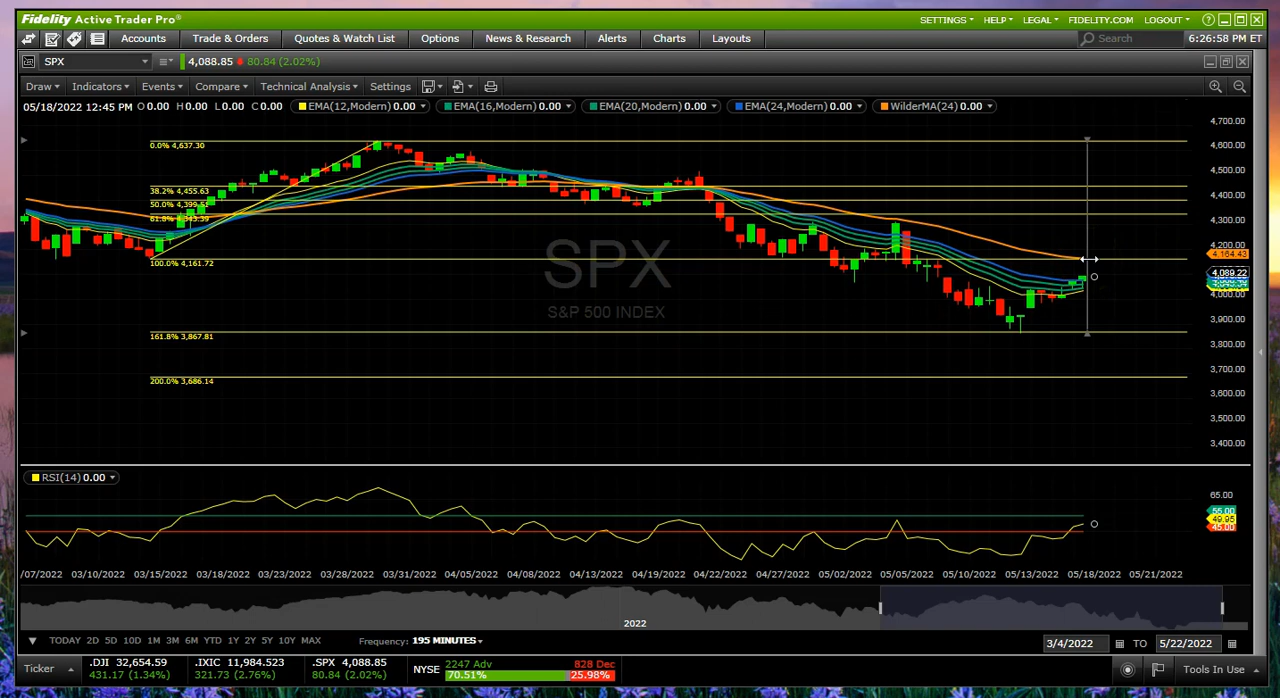 Fidelity Active Trader Pro®
SETTINGS HELP LEGAL FIDELITY.COM LOGOUT
Accounts Trade & Orders Quotes & Watch List Options News & Research Alerts Charts Layouts Search 6:26:58 PM ET
SPX 4,088.85 80.84 (2.02%)
Draw Indicators Events Compare Technical Analysis Settings
05/18/2022 12:45 PM O 0.00 H 0.00 L 0.00 C 0.00 EMA(12,Modern) 0.00 EMA(16,Modern) 0.00 EMA(20,Modern) 0.00 EMA(24,Modern) 0.00 WilderMA(24) 0.00
4,700.00
0.0% 4,637.30
4,600.00
4,500.00
38.2% 4,455.63
4,400.00
50.0% 4,399.51
61.8% 4,343.39
4,300.00
4,200.00
4,164.43
100.0% 4,161.72
SPX
4,089.22
4,000.00
S&P 500 INDEX
3,900.00
161.8% 3,867.81
3,800.00
3,700.00
200.0% 3,686.14
3,600.00
3,500.00
3,400.00
RSI(14) 0.00
65.00
55.00
49.95
45.00
/07/2022 03/10/2022 03/15/2022 03/18/2022 03/23/2022 03/28/2022 03/31/2022 04/05/2022 04/08/2022 04/13/2022 04/19/2022 04/22/2022 04/27/2022 05/02/2022 05/05/2022 05/10/2022 05/13/2022 05/18/2022 05/21/2022
2022
TODAY 2D 5D 10D 1M 3M 6M YTD 1Y 2Y 5Y 10Y MAX Frequency: 195 MINUTES 3/4/2022 TO 5/22/2022
Ticker .DJI 32,654.59 .IXIC 11,984.523 .SPX 4,088.85 NYSE 2247 Adv 828 Dec Tools In Use
431.17 (1.34%) 321.73 (2.76%) 80.84 (2.02%) 70.51% 25.98%